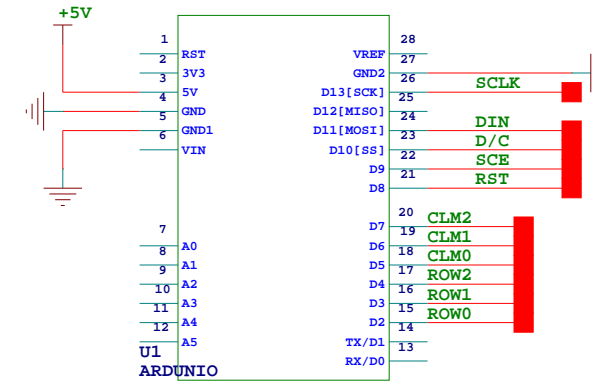 +5V
1 28
RST VREF
2 27
3V3 GND2
3 26 SCLK
5V D13[SCK]
4 25
GND D12[MISO]
5 24 DIN
GND1 D11[MOSI]
6 23 D/C
VIN D10[SS]
22 SCE
D9
21 RST
D8
20 CLM2
7 D7
19 CLM1
A0 D6
8 18 CLM0
A1 D5
9 17 ROW2
A2 D4
10 16 ROW1
A3 D3
11 15 ROW0
A4 D2
12 14
A5 TX/D1
U1 13
RX/D0
ARDUNIO